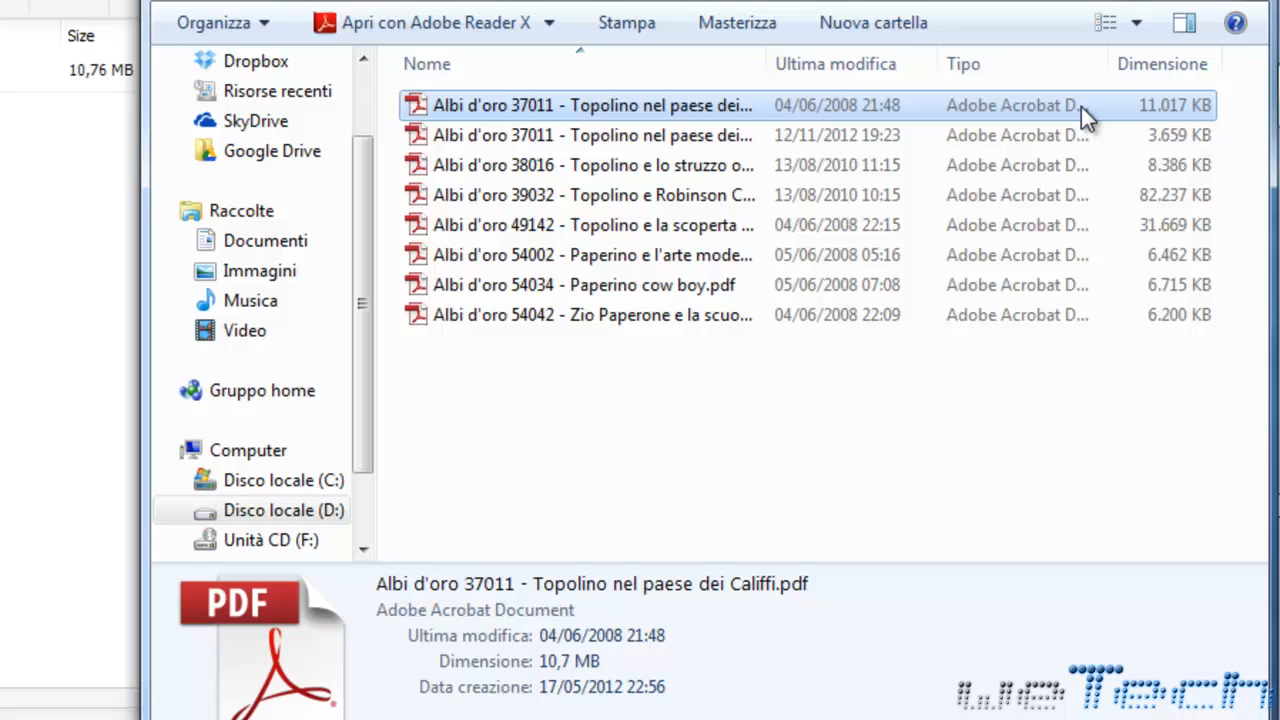 Size
10,76 MB
Organizza Apri con Adobe Reader X Stampa Masterizza Nuova cartella
Dropbox
Risorse recenti
SkyDrive
Google Drive
Raccolte
Documenti
Immagini
Musica
Video
Gruppo home
Computer
Disco locale (C:)
Disco locale (D:)
Unità CD (F:)
Nome Ultima modifica Tipo Dimensione
Albi d'oro 37011 - Topolino nel paese dei... 04/06/2008 21:48 Adobe Acrobat D... 11.017 KB
Albi d'oro 37011 - Topolino nel paese dei... 12/11/2012 19:23 Adobe Acrobat D... 3.659 KB
Albi d'oro 38016 - Topolino e lo struzzo o... 13/08/2010 11:15 Adobe Acrobat D... 8.386 KB
Albi d'oro 39032 - Topolino e Robinson C... 13/08/2010 10:15 Adobe Acrobat D... 82.237 KB
Albi d'oro 49142 - Topolino e la scoperta ... 04/06/2008 22:15 Adobe Acrobat D... 31.669 KB
Albi d'oro 54002 - Paperino e l'arte mode... 05/06/2008 05:16 Adobe Acrobat D... 6.462 KB
Albi d'oro 54034 - Paperino cow boy.pdf 05/06/2008 07:08 Adobe Acrobat D... 6.715 KB
Albi d'oro 54042 - Zio Paperone e la scuo... 04/06/2008 22:09 Adobe Acrobat D... 6.200 KB
PDF
Albi d'oro 37011 - Topolino nel paese dei Califfi.pdf
Adobe Acrobat Document
Ultima modifica: 04/06/2008 21:48
Dimensione: 10,7 MB
Data creazione: 17/05/2012 22:56
weTech